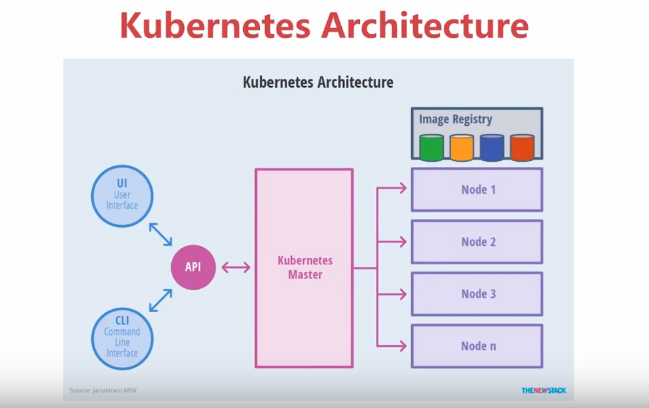 Kubernetes Architecture
Kubernetes Architecture
Image Registry
UI
User
Interface
Node 1
Node 2
API
Kubernetes
Master
Node 3
CLI
Command
Line
Interface
Node n
Source: Janakiram MSV
THENEWSTACK